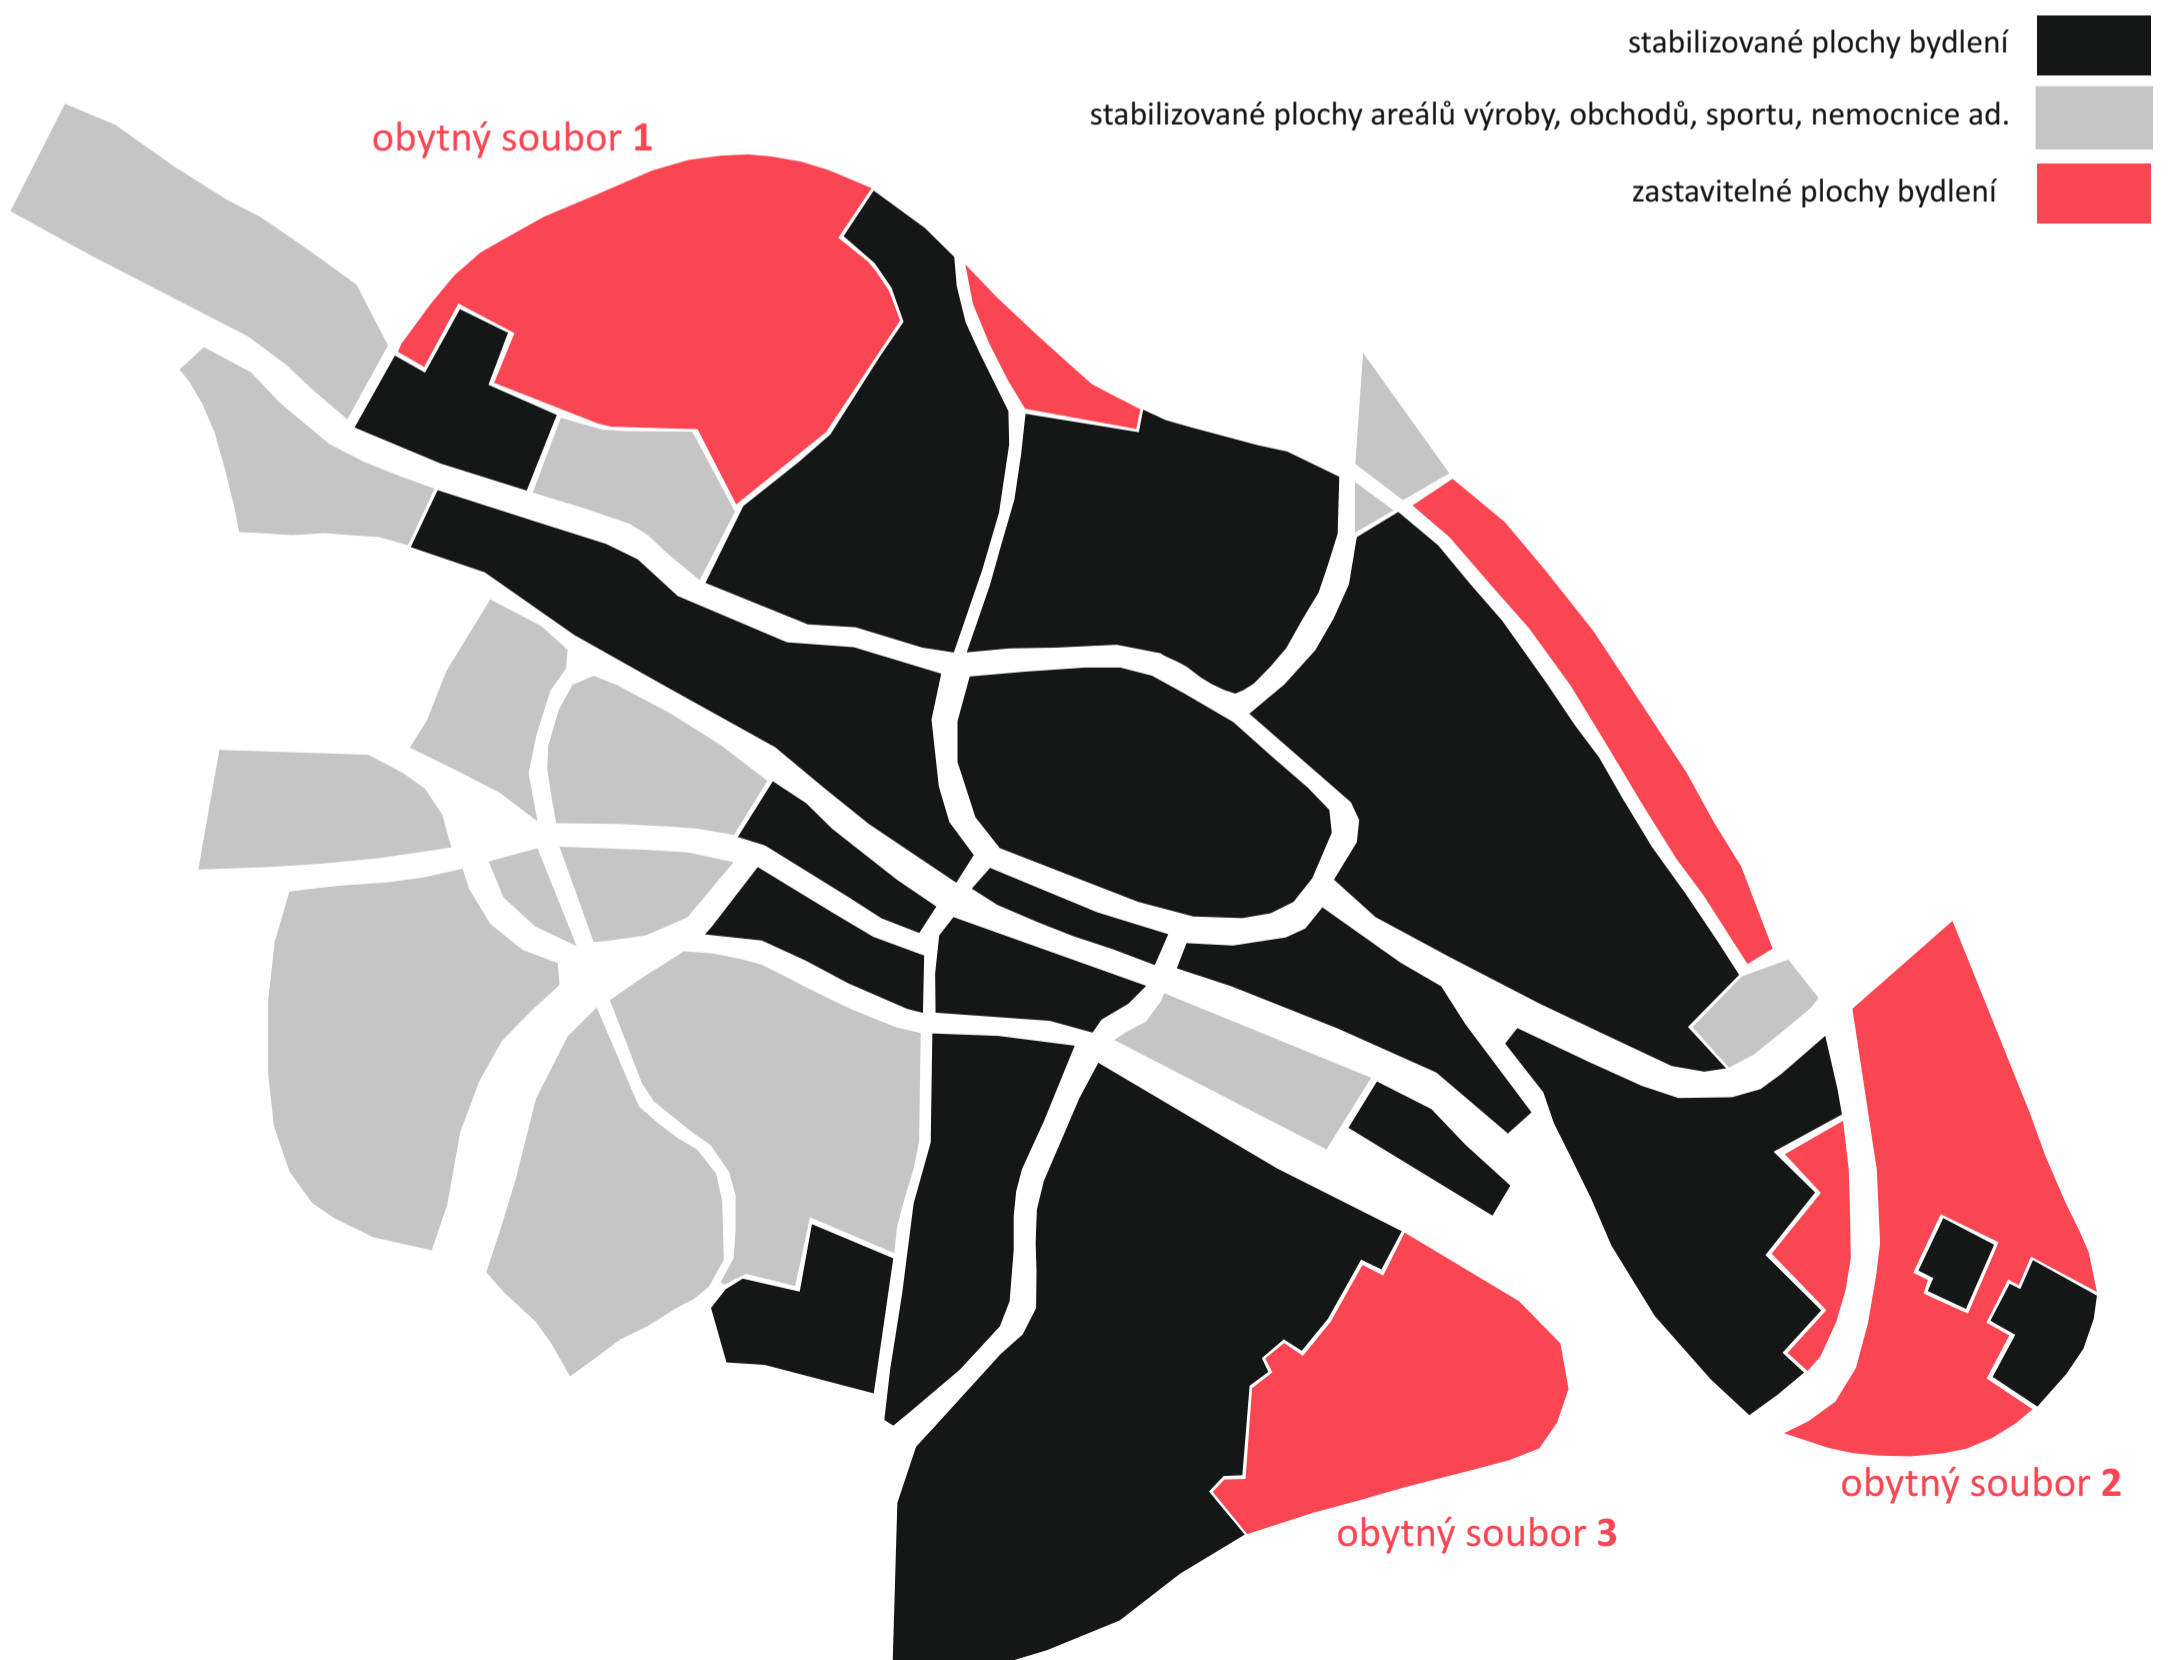 stabilizované plochy bydlení
stabilizované plochy areálů výroby, obchodů, sportu, nemocnice ad.
zastavitelné plochy bydlení
obytný soubor 1
obytný soubor 2
obytný soubor 3